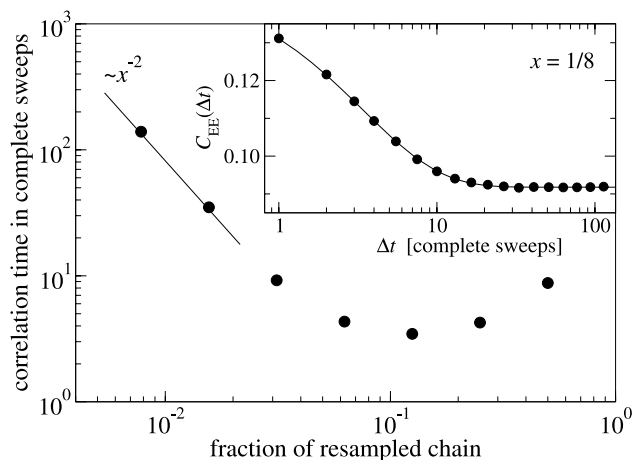 10³
~x⁻²
x = 1/8
0.12
C_EE(Δt)
0.10
10²
1 10 100
Δt [complete sweeps]
correlation time in complete sweeps
10¹
10⁰
10⁻² 10⁻¹ 10⁰
fraction of resampled chain